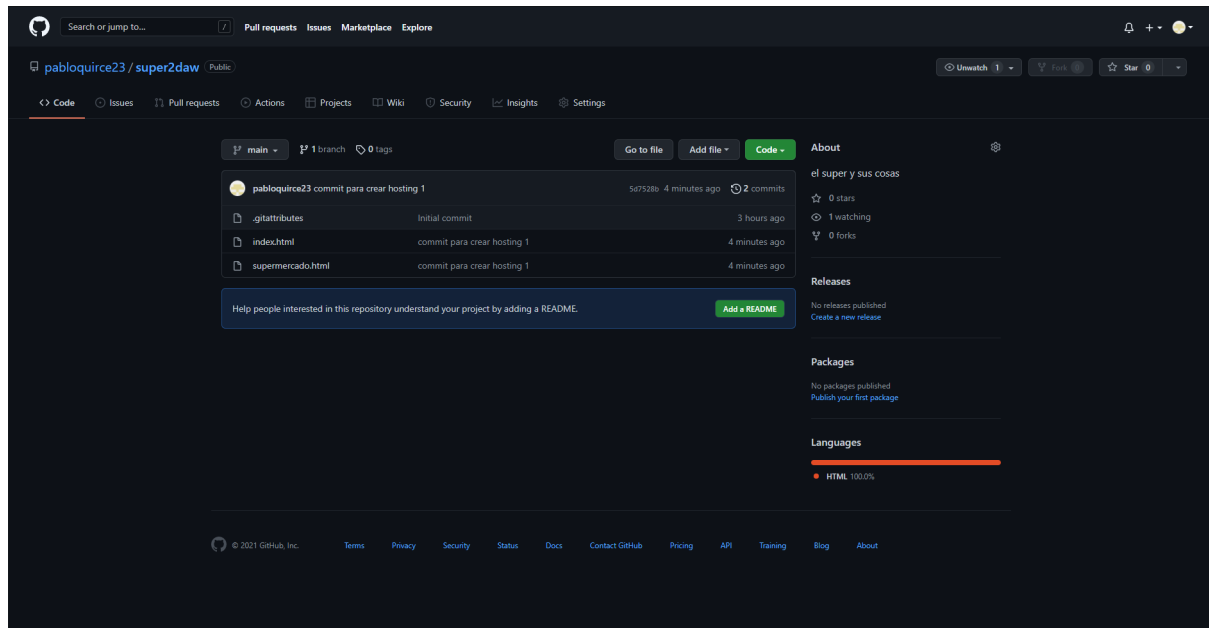 Search or jump to... /
Pull requests Issues Marketplace Explore
pabloquirce23 / super2daw Public
Unwatch 1 Fork Star 0
Code Issues Pull requests Actions Projects Wiki Security Insights Settings
main 1 branch 0 tags Go to file Add file Code
pabloquirce23 commit para crear hosting 1 5d7528b 4 minutes ago 2 commits
.gitattributes Initial commit 3 hours ago
index.html commit para crear hosting 1 4 minutes ago
supermercado.html commit para crear hosting 1 4 minutes ago
Help people interested in this repository understand your project by adding a README. Add a README
About
el super y sus cosas
0 stars
1 watching
0 forks
Releases
No releases published
Create a new release
Packages
No packages published
Publish your first package
Languages
HTML 100.0%
© 2021 GitHub, Inc. Terms Privacy Security Status Docs Contact GitHub Pricing API Training Blog About